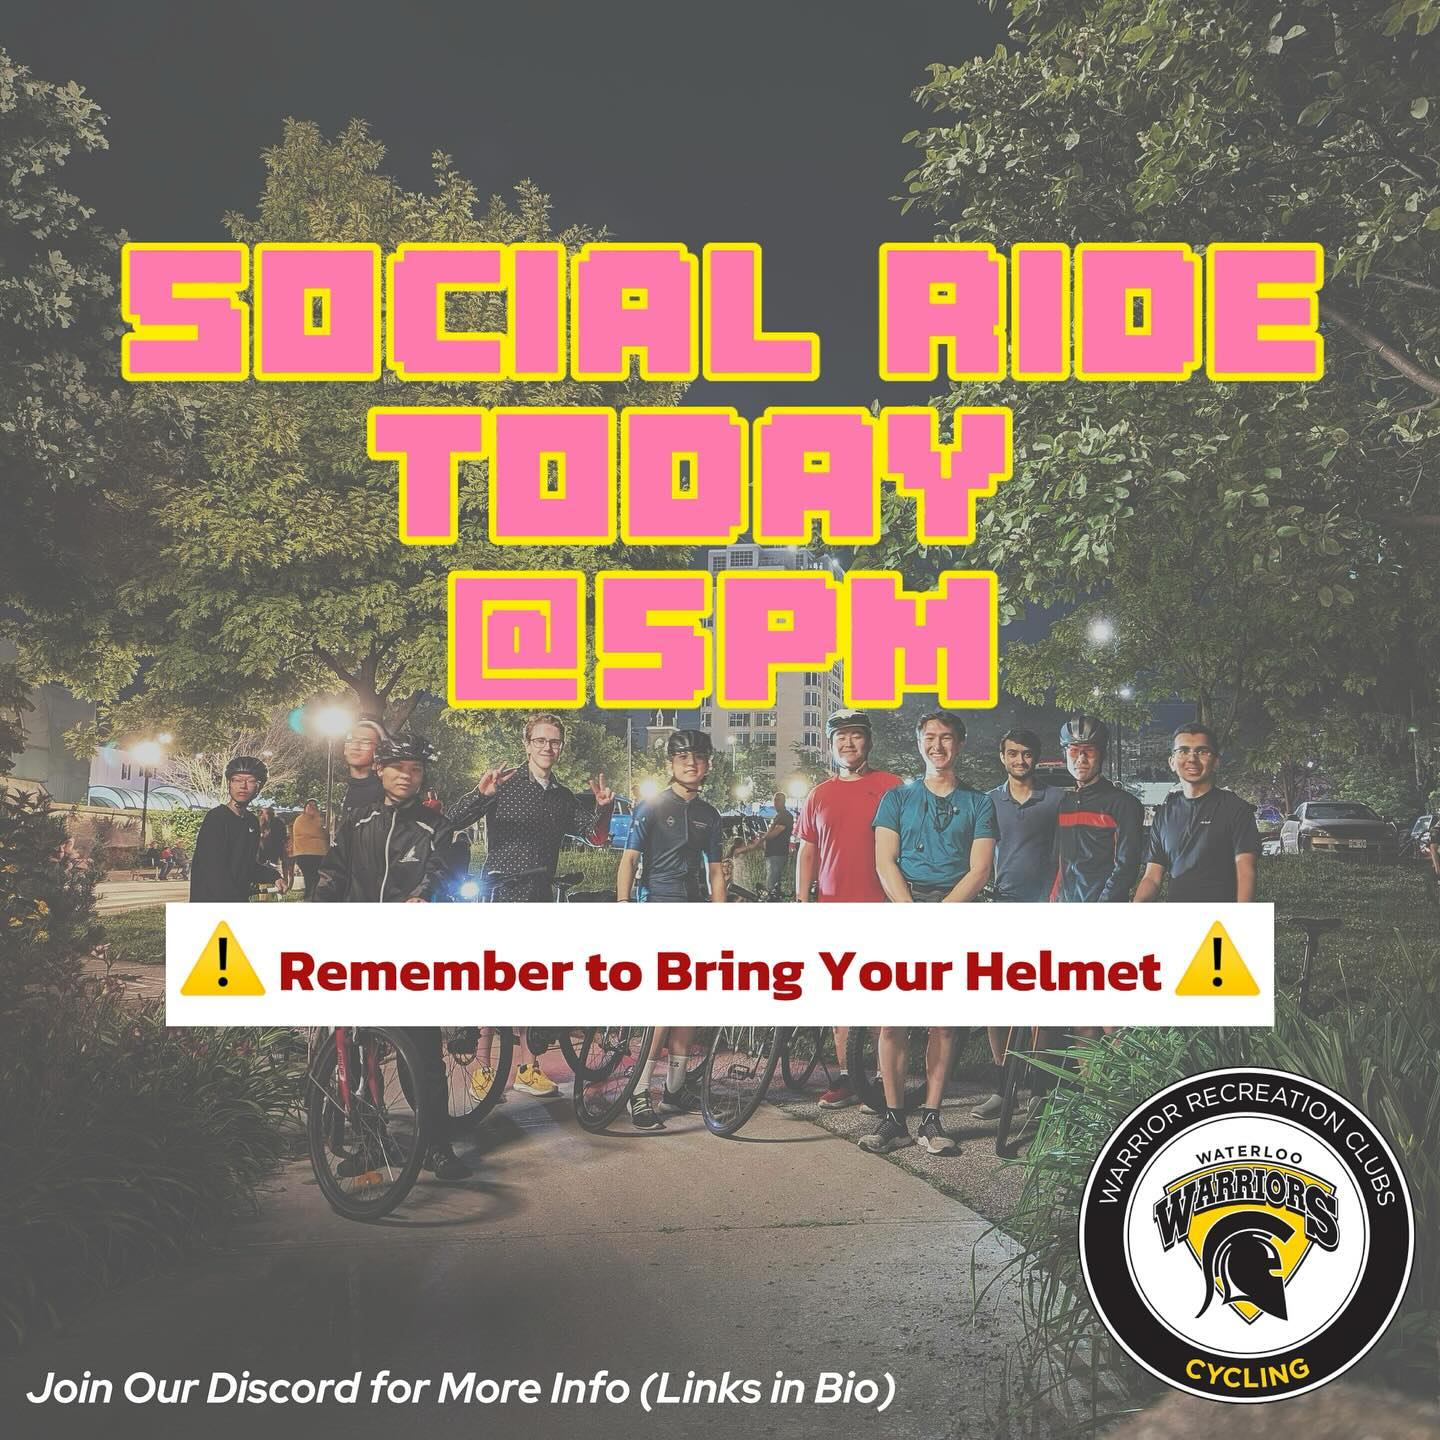 SOCIAL RIDE
TODAY
@5PM
⚠️ Remember to Bring Your Helmet ⚠️
WARRIOR RECREATION CLUBS
WATERLOO
WARRIORS
CYCLING
Join Our Discord for More Info (Links in Bio)